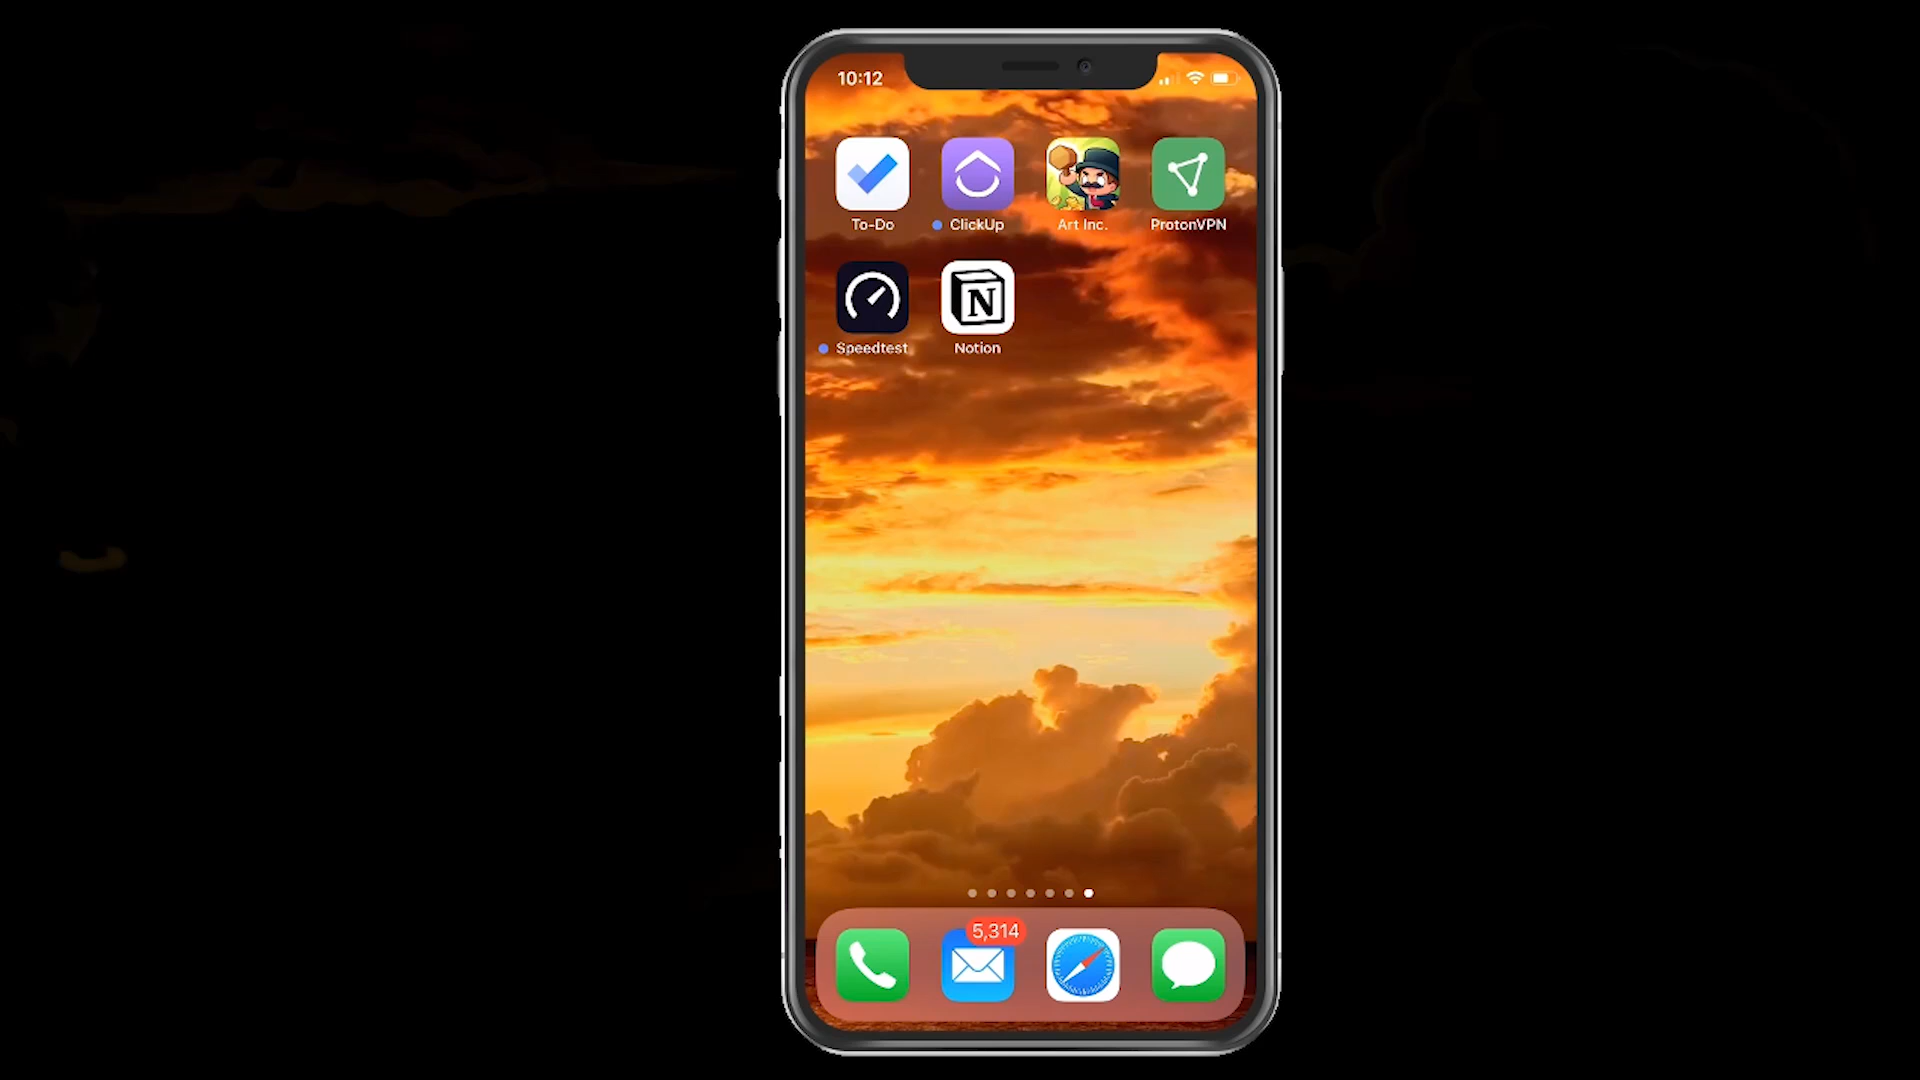 10:12
To-Do
ClickUp
Art Inc.
ProtonVPN
N
Speedtest
Notion
5,314